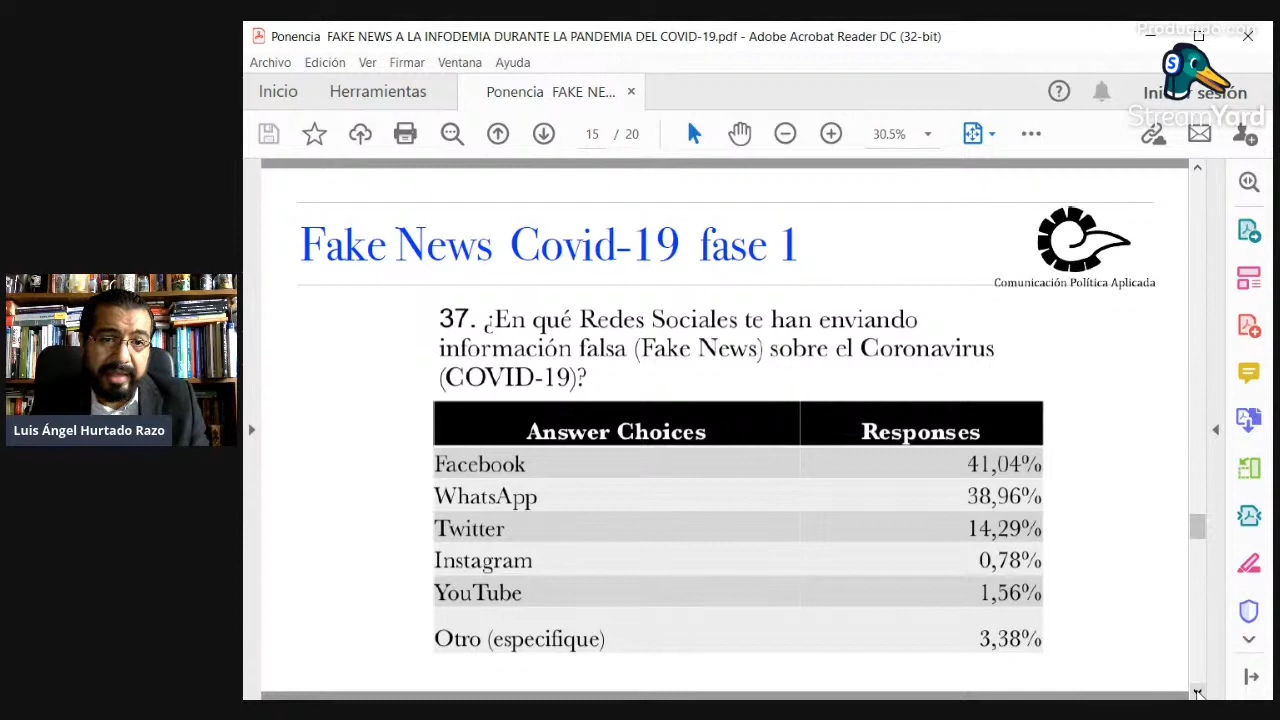 Producido con
StreamYard
Ponencia FAKE NEWS A LA INFODEMIA DURANTE LA PANDEMIA DEL COVID-19.pdf - Adobe Acrobat Reader DC (32-bit)
Archivo Edición Ver Firmar Ventana Ayuda
Inicio Herramientas Ponencia FAKE NE... ×
15 / 20 30.5%
Fake News Covid-19 fase 1
Comunicación Política Aplicada
37. ¿En qué Redes Sociales te han enviando
información falsa (Fake News) sobre el Coronavirus
(COVID-19)?
Answer Choices Responses
Facebook 41,04%
WhatsApp 38,96%
Twitter 14,29%
Instagram 0,78%
YouTube 1,56%
Otro (especifique) 3,38%
Luis Ángel Hurtado Razo